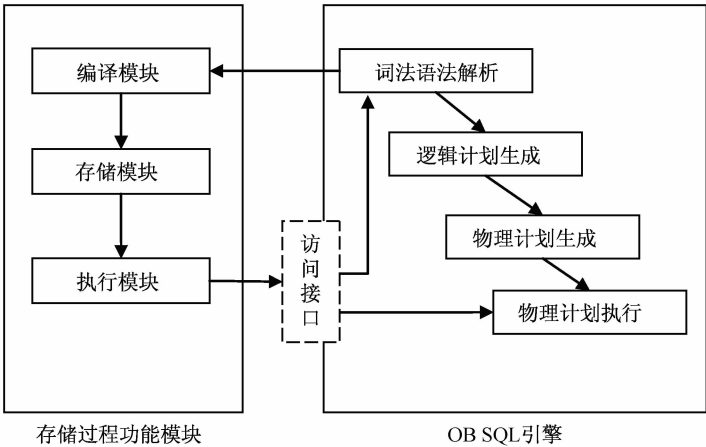 编译模块
词法语法解析
存储模块
逻辑计划生成
访问接口
物理计划生成
执行模块
物理计划执行
存储过程功能模块
OB SQL引擎